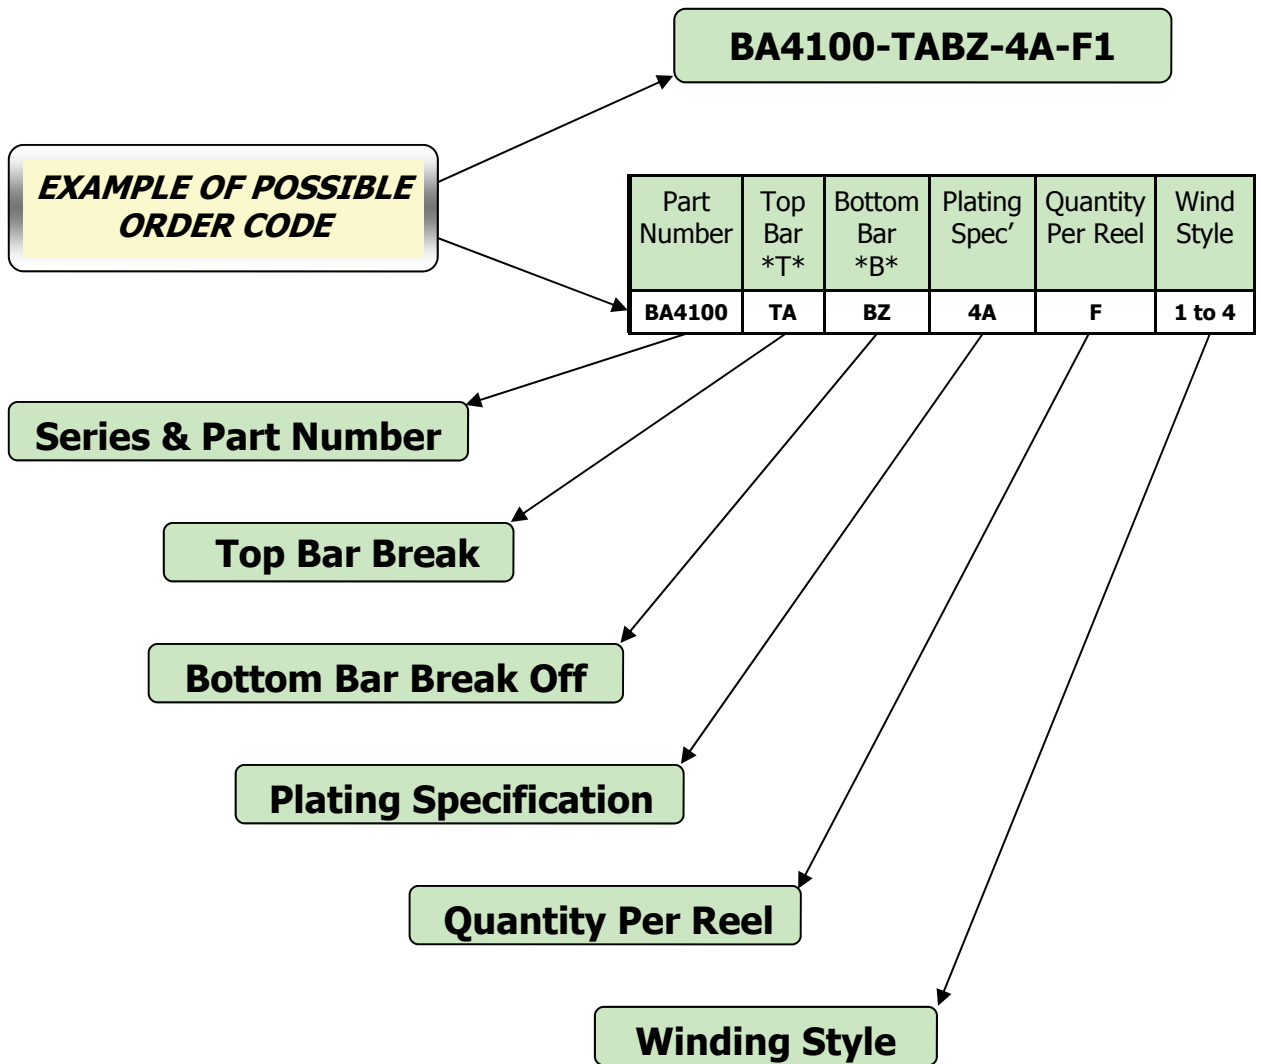 BA4100-TABZ-4A-F1
EXAMPLE OF POSSIBLE
ORDER CODE
Part Number Top Bar *T* Bottom Bar *B* Plating Spec’ Quantity Per Reel Wind Style
BA4100 TA BZ 4A F 1 to 4
Series & Part Number
Top Bar Break
Bottom Bar Break Off
Plating Specification
Quantity Per Reel
Winding Style